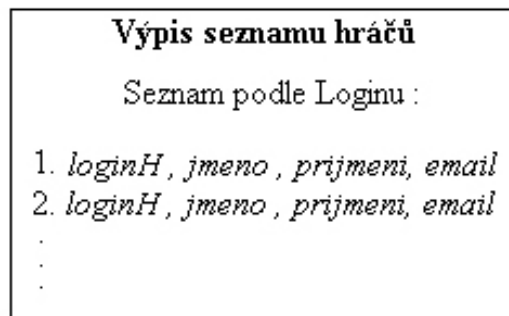 Výpis seznamu hráčů
Seznam podle Loginu :
1. loginH , jmeno , prijmeni, email
2. loginH , jmeno , prijmeni, email
.
.
.